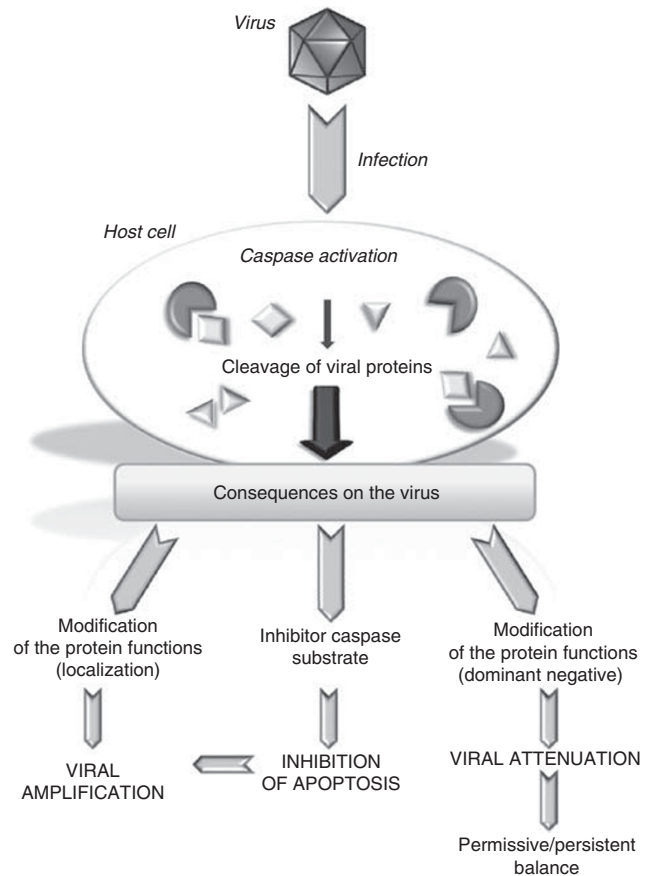 Virus
Infection
Host cell
Caspase activation
Cleavage of viral proteins
Consequences on the virus
Modification
of the protein functions
(localization)
Inhibitor caspase
substrate
Modification
of the protein functions
(dominant negative)
VIRAL
AMPLIFICATION
INHIBITION
OF APOPTOSIS
VIRAL ATTENUATION
Permissive/persistent
balance